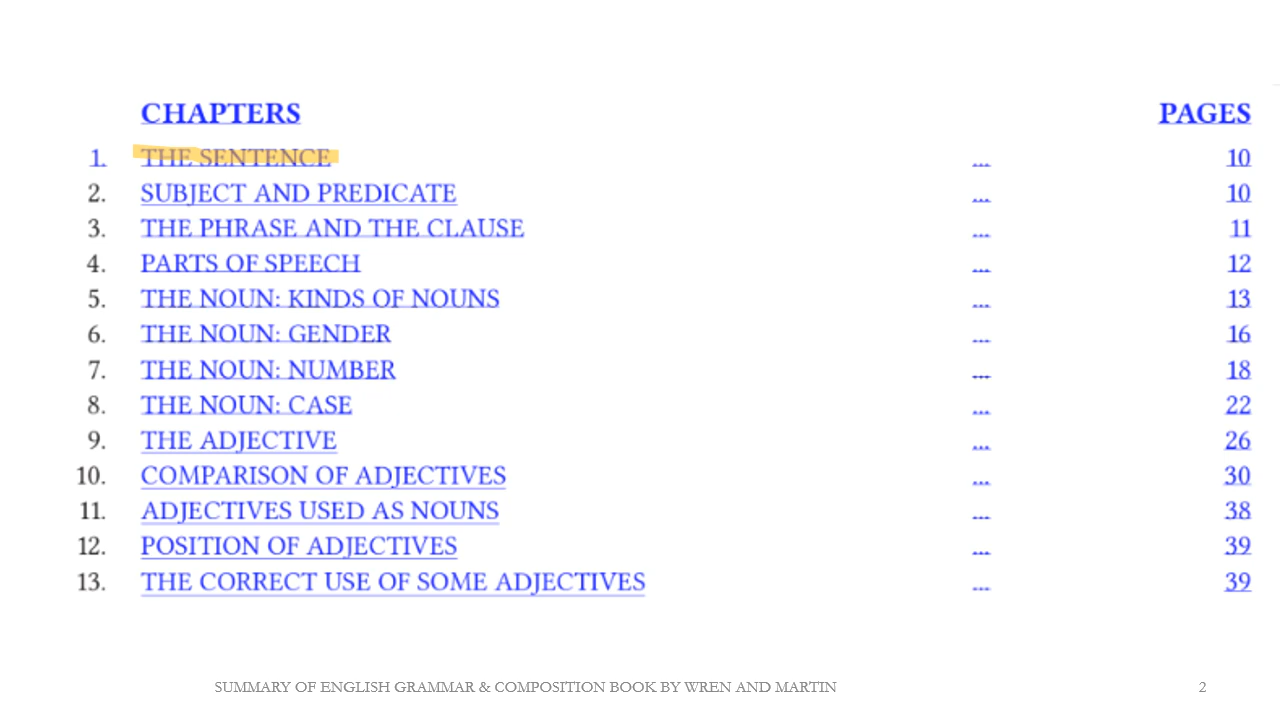 CHAPTERS PAGES
1. THE SENTENCE ... 10
2. SUBJECT AND PREDICATE ... 10
3. THE PHRASE AND THE CLAUSE ... 11
4. PARTS OF SPEECH ... 12
5. THE NOUN: KINDS OF NOUNS ... 13
6. THE NOUN: GENDER ... 16
7. THE NOUN: NUMBER ... 18
8. THE NOUN: CASE ... 22
9. THE ADJECTIVE ... 26
10. COMPARISON OF ADJECTIVES ... 30
11. ADJECTIVES USED AS NOUNS ... 38
12. POSITION OF ADJECTIVES ... 39
13. THE CORRECT USE OF SOME ADJECTIVES ... 39
SUMMARY OF ENGLISH GRAMMAR & COMPOSITION BOOK BY WREN AND MARTIN 2